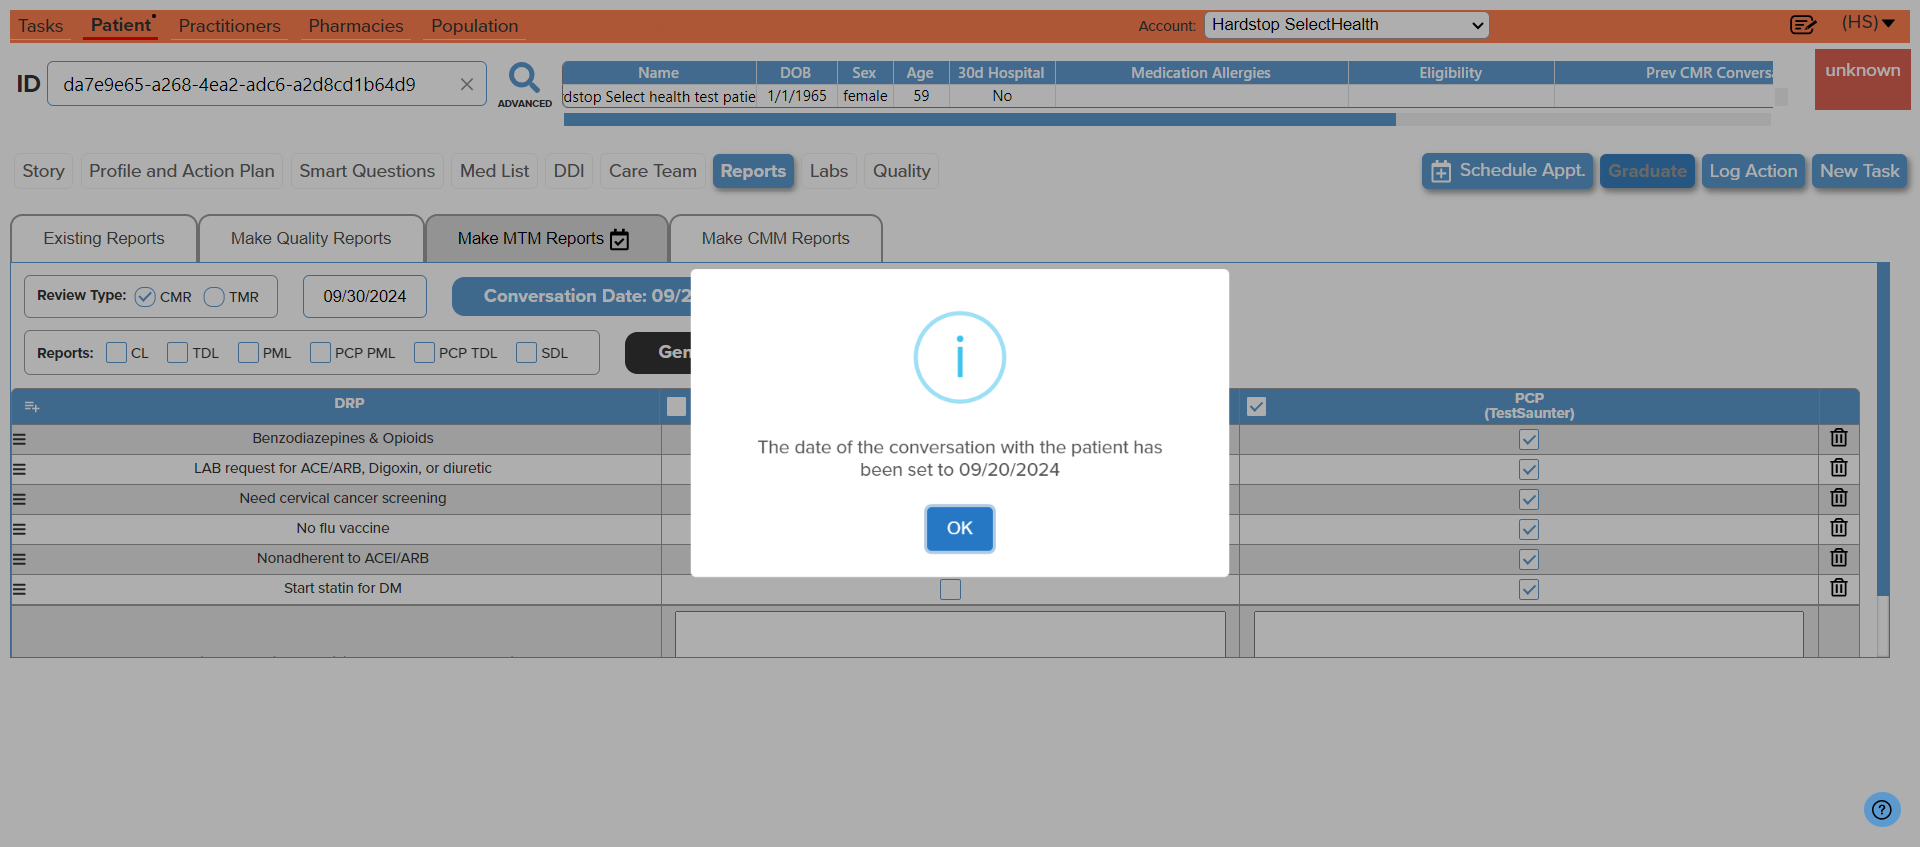 Tasks Patient Practitioners Pharmacies Population Account: Hardstop SelectHealth (HS)
ID da7e9e65-a268-4ea2-adc6-a2d8cd1b64d9 ADVANCED
Name DOB Sex Age 30d Hospital Medication Allergies Eligibility Prev CMR Convers
dstop Select health test patie 1/1/1965 female 59 No
unknown
Story Profile and Action Plan Smart Questions Med List DDI Care Team Reports Labs Quality Schedule Appt. Graduate Log Action New Task
Existing Reports Make Quality Reports Make MTM Reports Make CMM Reports
Review Type: CMR TMR 09/30/2024 Conversation Date: 09/2
Reports: CL TDL PML PCP PML PCP TDL SDL Gen
DRP PCP
(TestSaunter)
Benzodiazepines & Opioids
LAB request for ACE/ARB, Digoxin, or diuretic
Need cervical cancer screening
No flu vaccine
Nonadherent to ACEI/ARB
Start statin for DM
i
The date of the conversation with the patient has
been set to 09/20/2024
OK
?